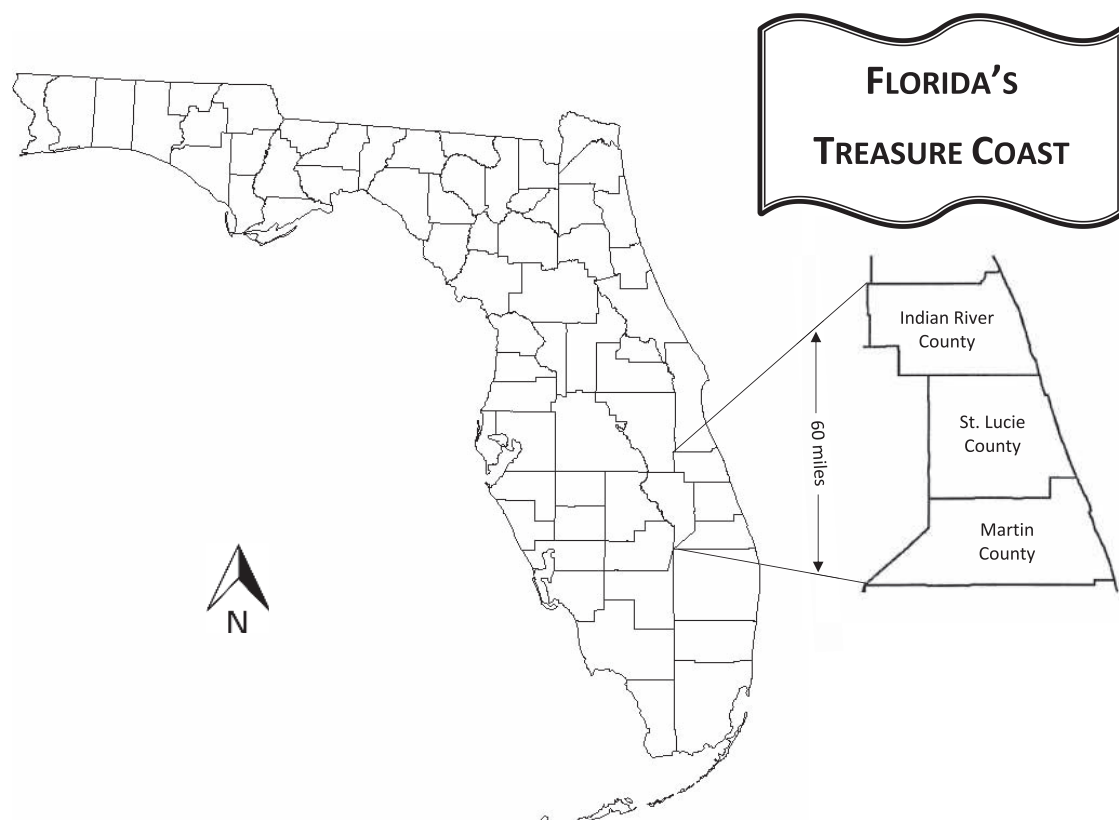 FLORIDA'S
TREASURE COAST
Indian River
County
St. Lucie
County
Martin
County
60 miles
N